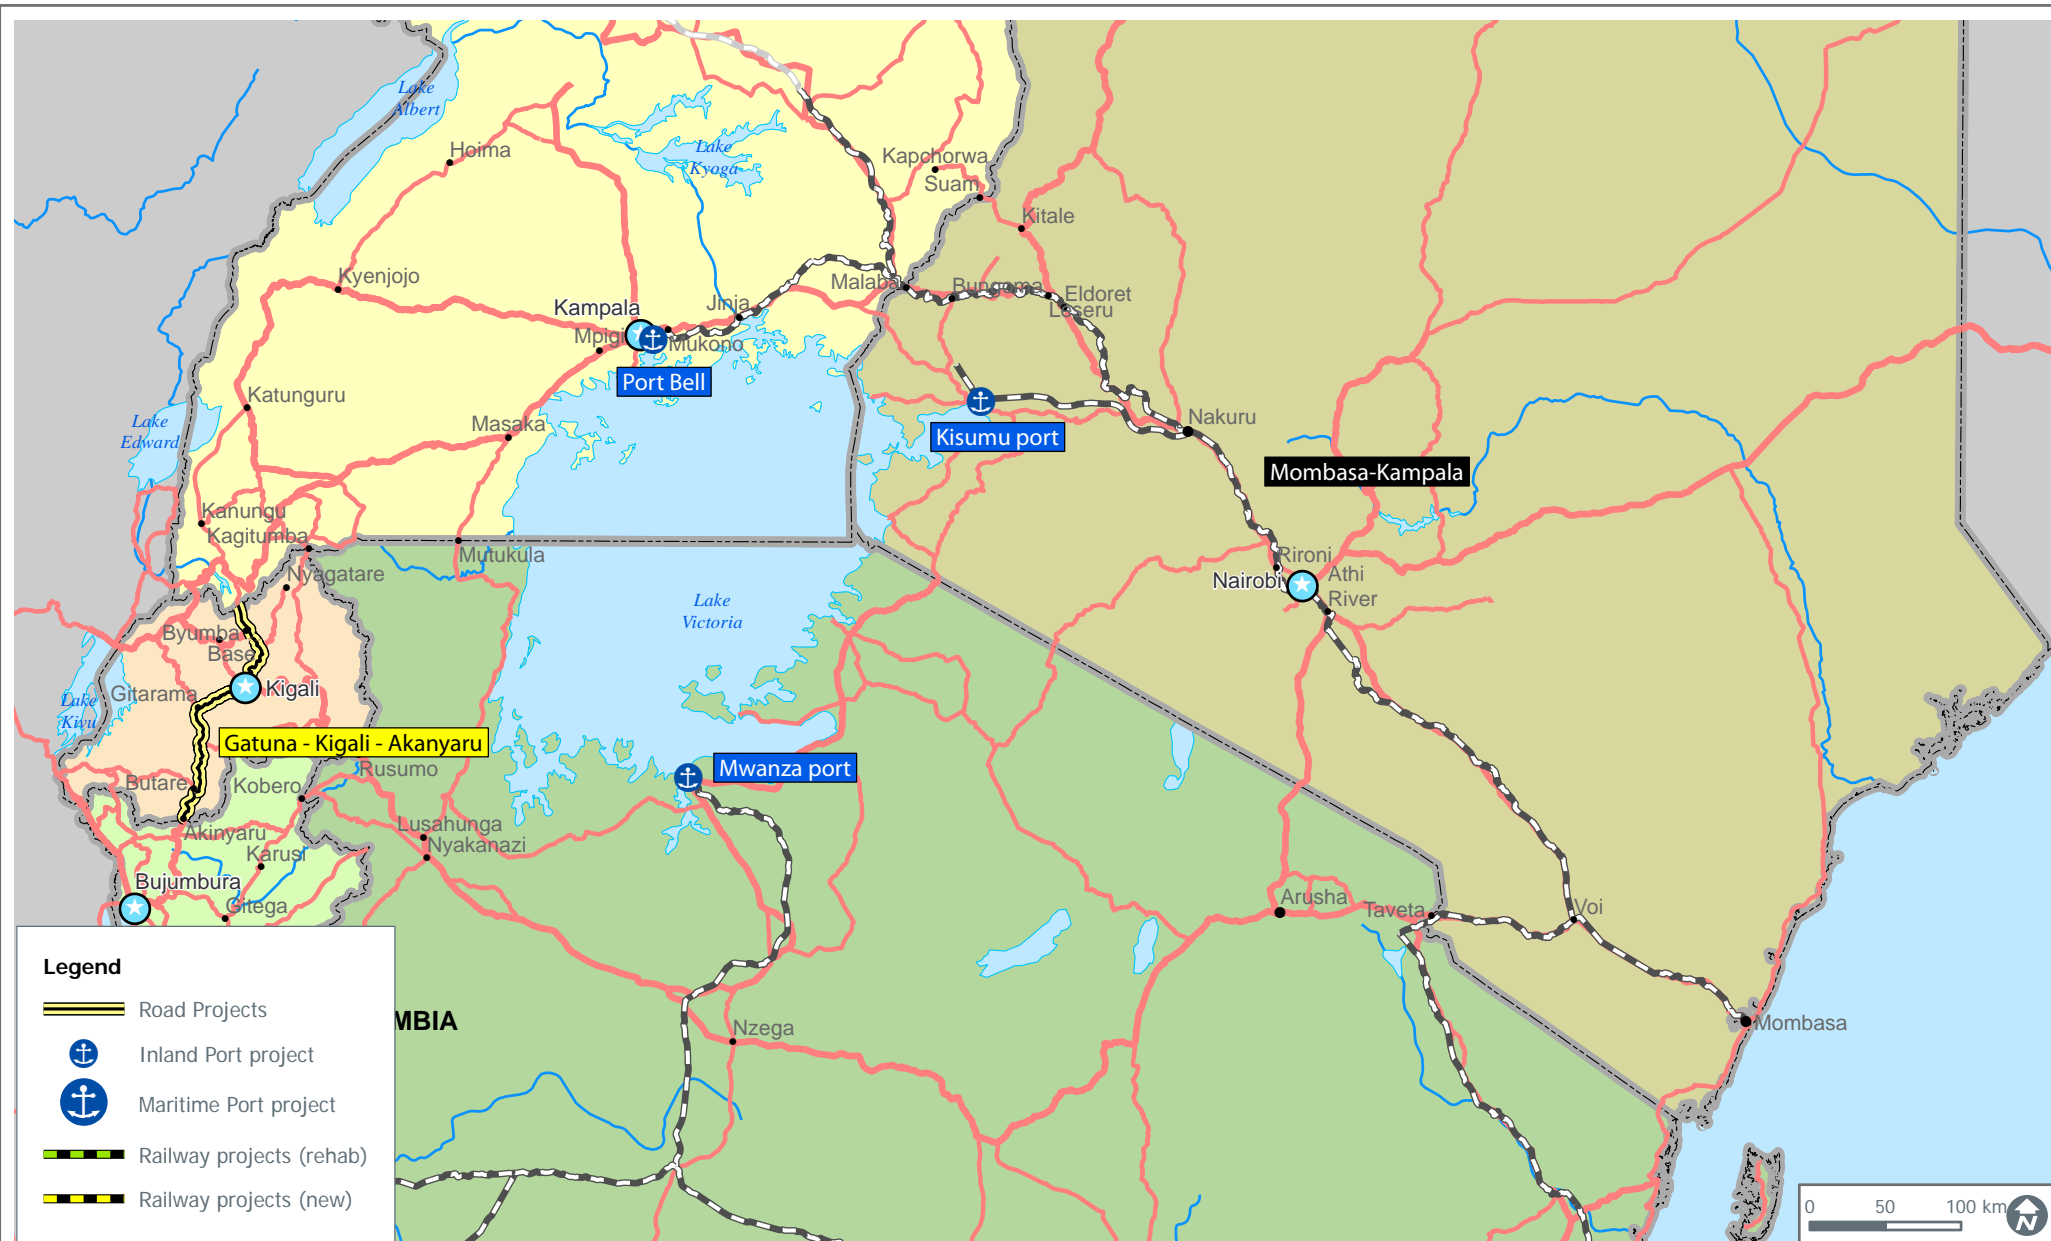 Lake
Albert
Hoima
Lake
Kyoga
Kapchorwa
Suam
Kitale
Kyenjojo
Malaba
Bungoma
Eldoret
Leseru
Kampala
Jinja
Mpigi
Mukono
Port Bell
Katunguru
Lake
Edward
Masaka
Kisumu port
Nakuru
Mombasa-Kampala
Kanungu
Kagitumba
Mutukula
Nyagatare
Rironi
Nairobi
Athi
River
Lake
Victoria
Byumba
Base
Kigali
Gitarama
Lake
Kivu
Gatuna - Kigali - Akanyaru
Rusumo
Mwanza port
Butare
Kobero
Akinyaru
Lusahunga
Nyakanazi
Karusi
Bujumbura
Gitega
Arusha
Taveta
Voi
Legend
Road Projects
Inland Port project
Maritime Port project
Railway projects (rehab)
Railway projects (new)
MBIA
Nzega
Mombasa
0 50 100 km
N